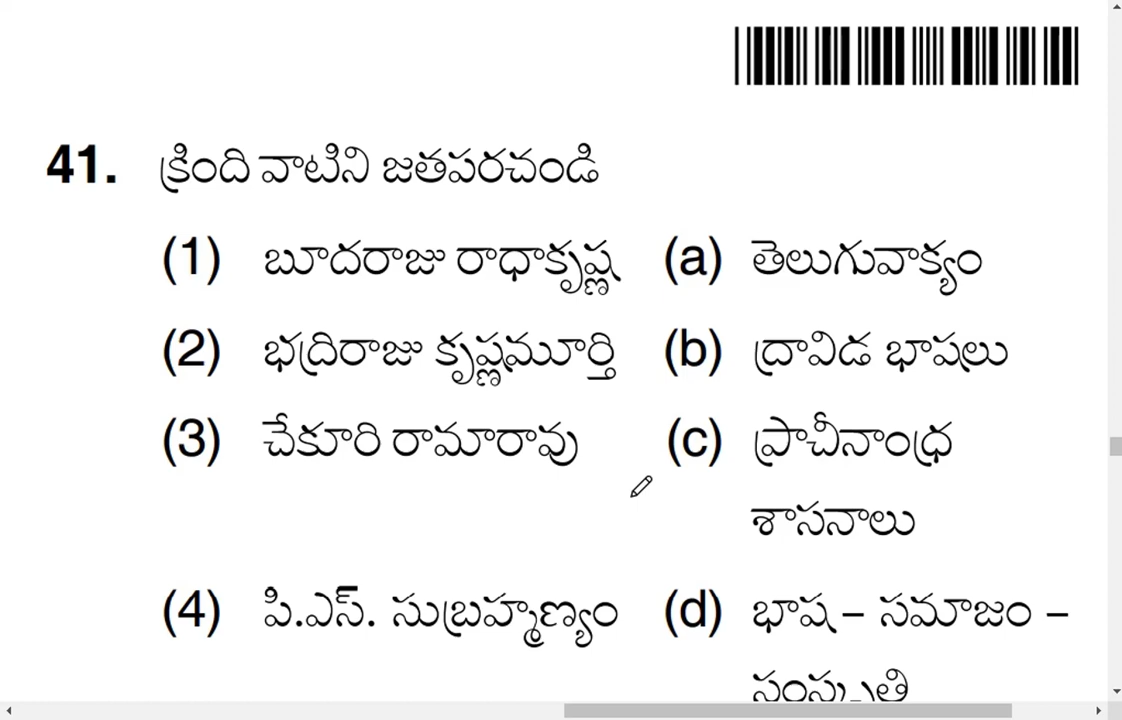 41. క్రింది వాటిని జతపరచండి
(1) బూదరాజు రాధాకృష్ణ (a) తెలుగువాక్యం
(2) భద్రిరాజు కృష్ణమూర్తి (b) ద్రావిడ భాషలు
(3) చేకూరి రామారావు (c) ప్రాచీనాంధ్ర
శాసనాలు
(4) పి.ఎస్. సుబ్రహ్మణ్యం (d) భాష – సమాజం –
సంస్కృతి